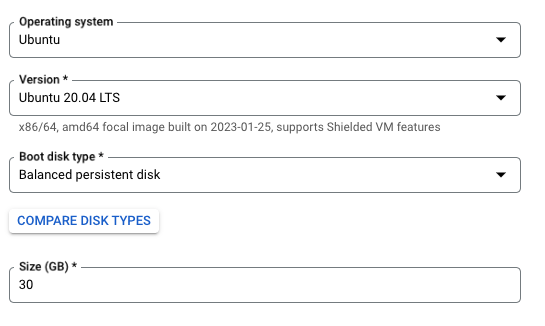 Operating system
Ubuntu
Version *
Ubuntu 20.04 LTS
x86/64, amd64 focal image built on 2023-01-25, supports Shielded VM features
Boot disk type *
Balanced persistent disk
COMPARE DISK TYPES
Size (GB) *
30